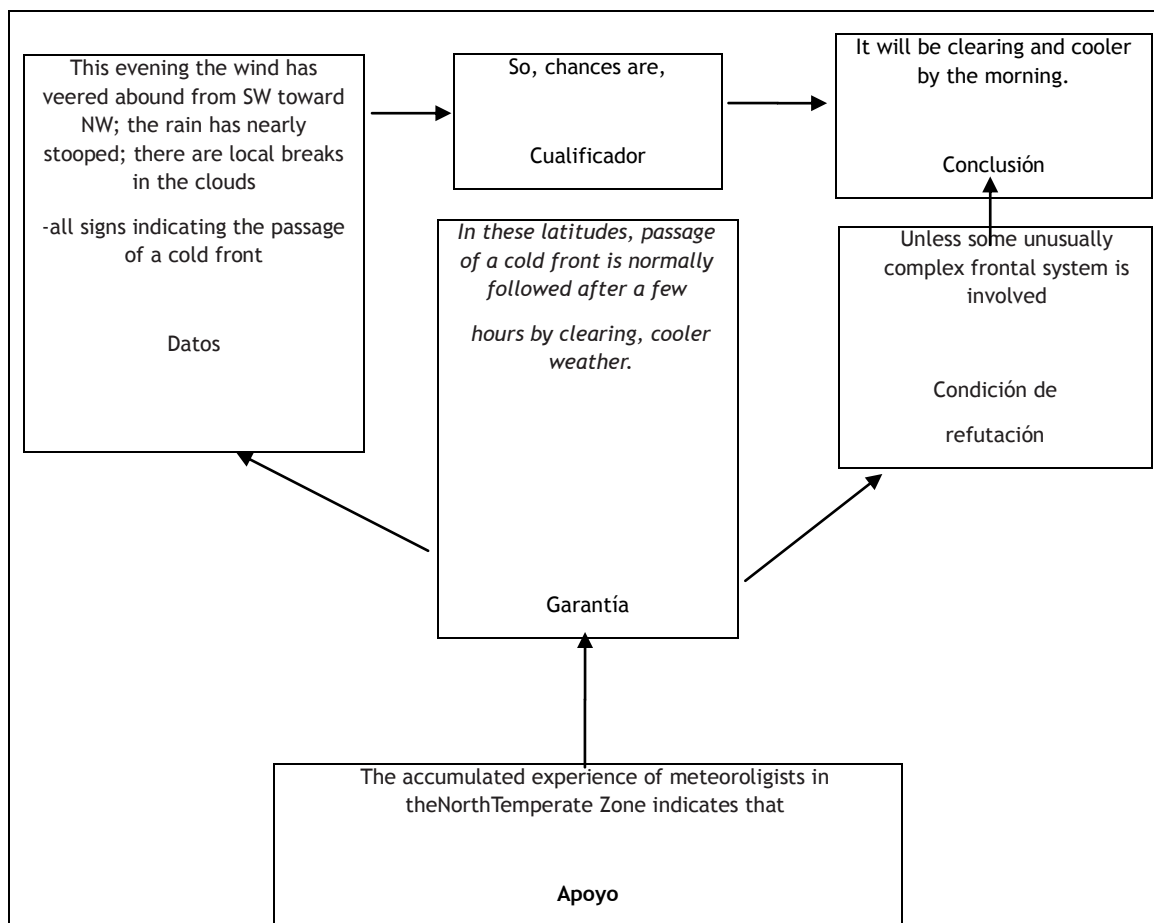 This evening the wind has
veered abound from SW toward
NW; the rain has nearly
stooped; there are local breaks
in the clouds
-all signs indicating the passage
of a cold front
Datos
So, chances are,
Cualificador
It will be clearing and cooler
by the morning.
Conclusión
In these latitudes, passage
of a cold front is normally
followed after a few
hours by clearing, cooler
weather.
Garantía
Unless some unusually
complex frontal system is
involved
Condición de
refutación
The accumulated experience of meteoroligists in
theNorthTemperate Zone indicates that
Apoyo